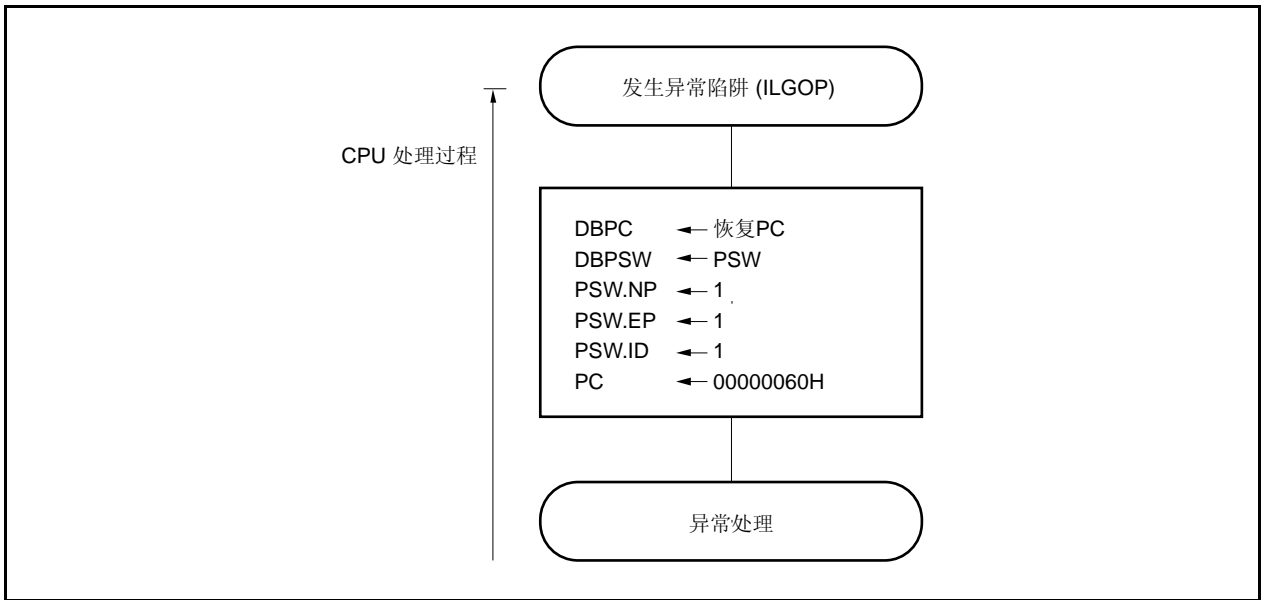 发生异常陷阱 (ILGOP)
CPU 处理过程
DBPC ← 恢复PC
DBPSW ← PSW
PSW.NP ← 1
PSW.EP ← 1
PSW.ID ← 1
PC ← 00000060H
异常处理